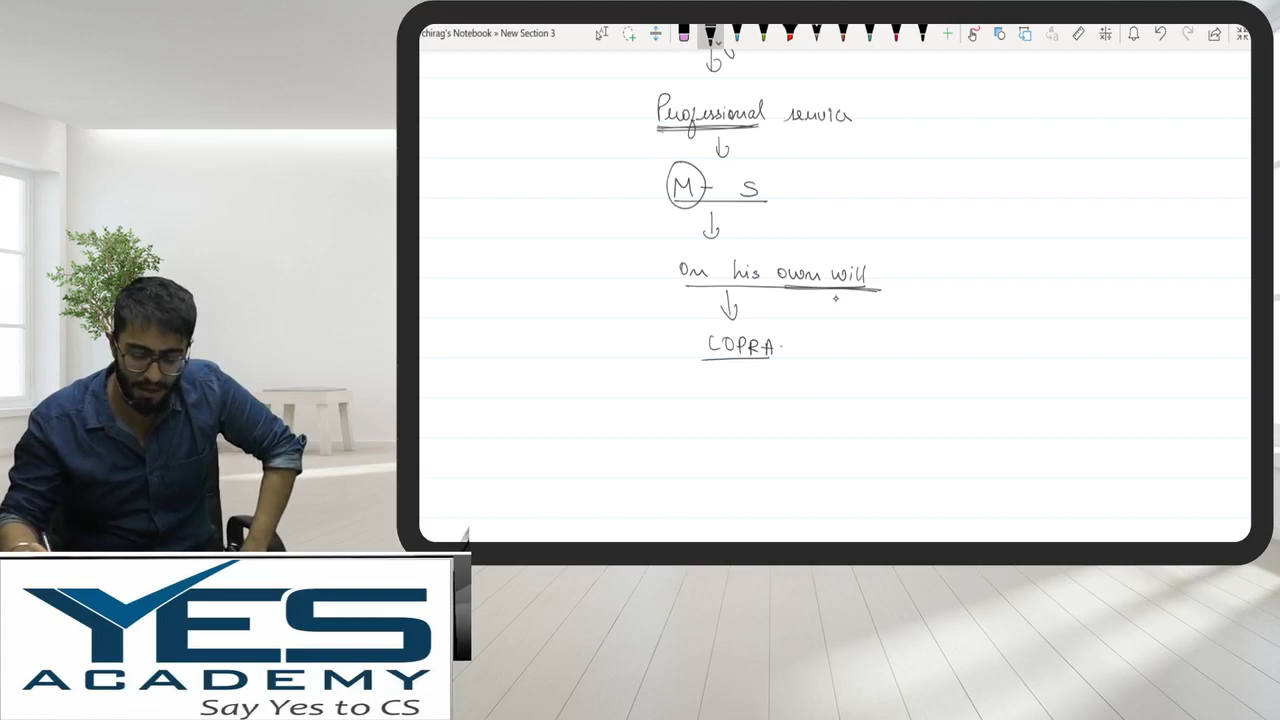 chirag's Notebook » New Section 3
Professional service
M - S
On his own will
COPRA.
YES
ACADEMY
Say Yes to CS